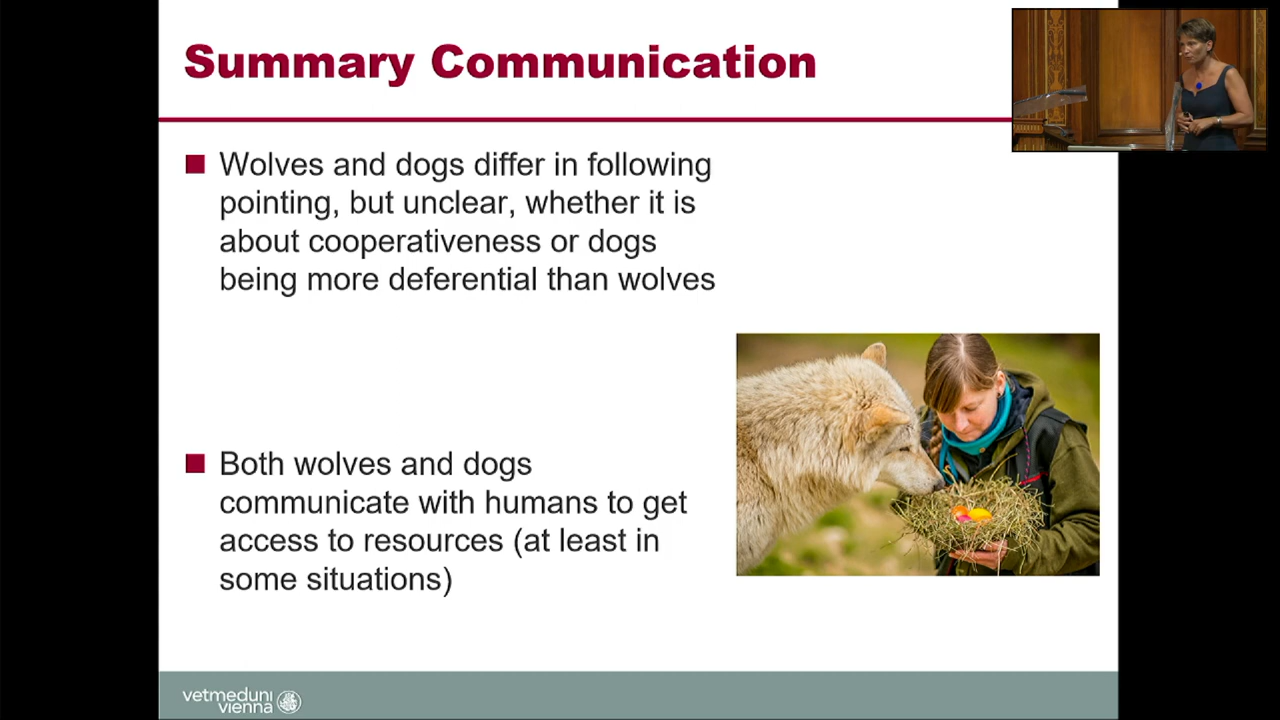 Summary Communication
Wolves and dogs differ in following
pointing, but unclear, whether it is
about cooperativeness or dogs
being more deferential than wolves
Both wolves and dogs
communicate with humans to get
access to resources (at least in
some situations)
vetmeduni
vienna